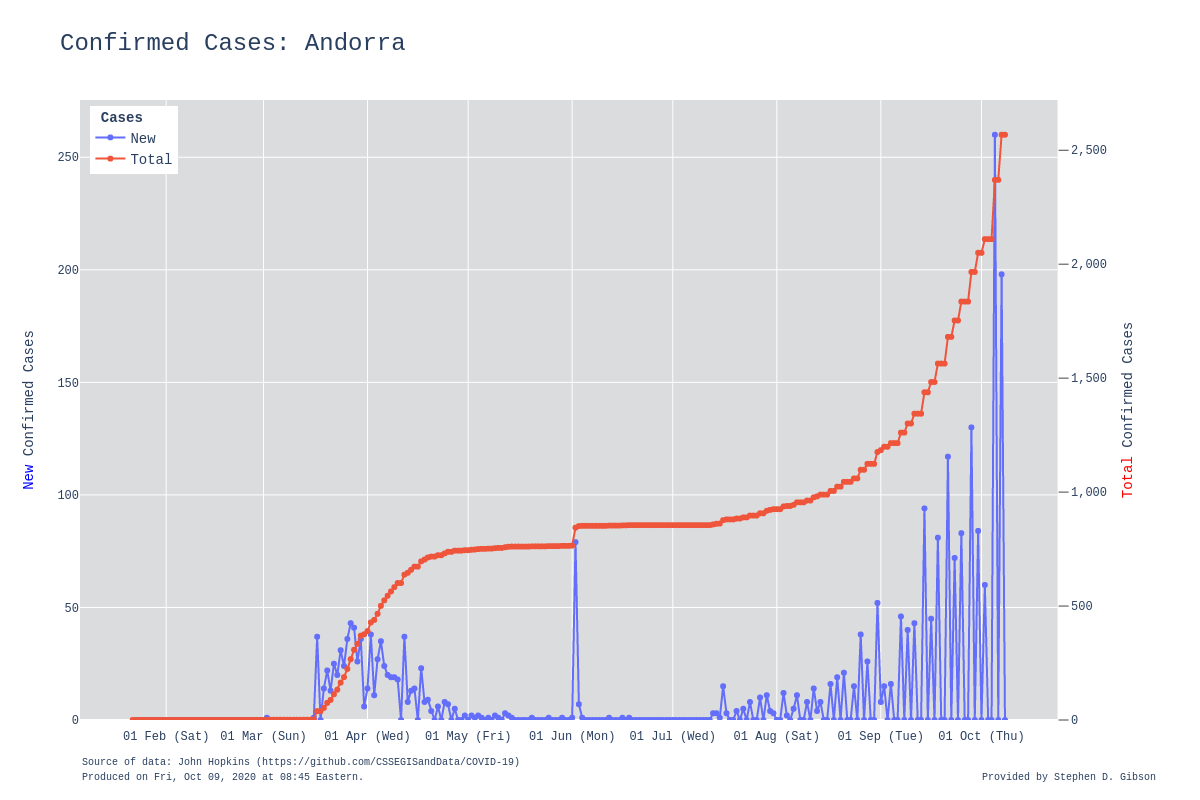 Confirmed Cases: Andorra
Cases
New
Total
250
200
150
100
50
0
2,500
2,000
1,500
1,000
500
0
New Confirmed Cases
Total Confirmed Cases
01 Feb (Sat) 01 Mar (Sun) 01 Apr (Wed) 01 May (Fri) 01 Jun (Mon) 01 Jul (Wed) 01 Aug (Sat) 01 Sep (Tue) 01 Oct (Thu)
Source of data: John Hopkins (https://github.com/CSSEGISandData/COVID-19)
Produced on Fri, Oct 09, 2020 at 08:45 Eastern.
Provided by Stephen D. Gibson